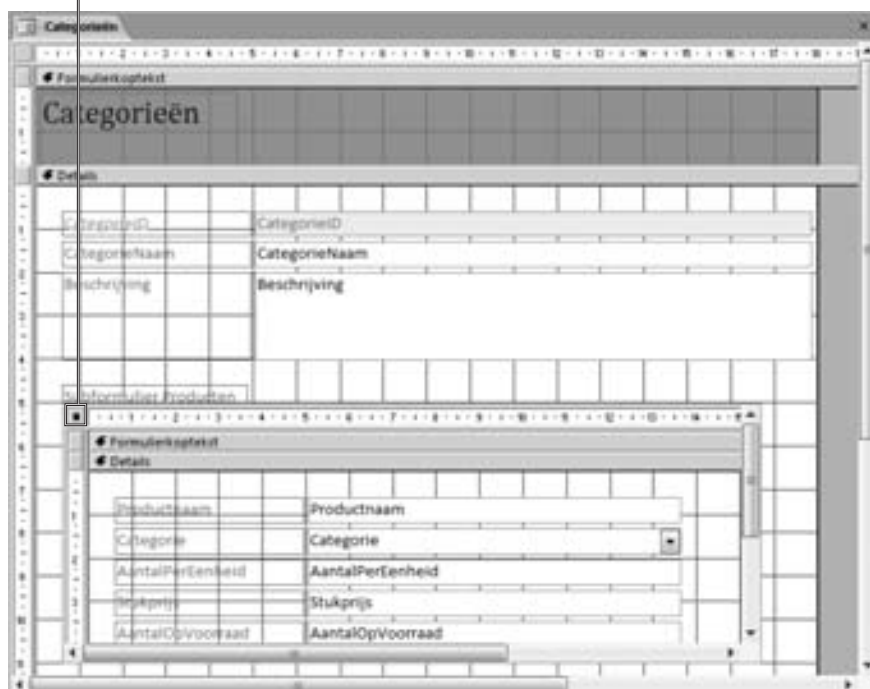 Categorieën
Formulierkoptekst
Categorieën
Details
CategorieID CategorieID
CategorieNaam CategorieNaam
Beschrijving Beschrijving
Subformulier Producten
Formulierkoptekst
Details
Productnaam Productnaam
Categorie Categorie
AantalPerEenheid AantalPerEenheid
Stukprijs Stukprijs
AantalOpVoorraad AantalOpVoorraad